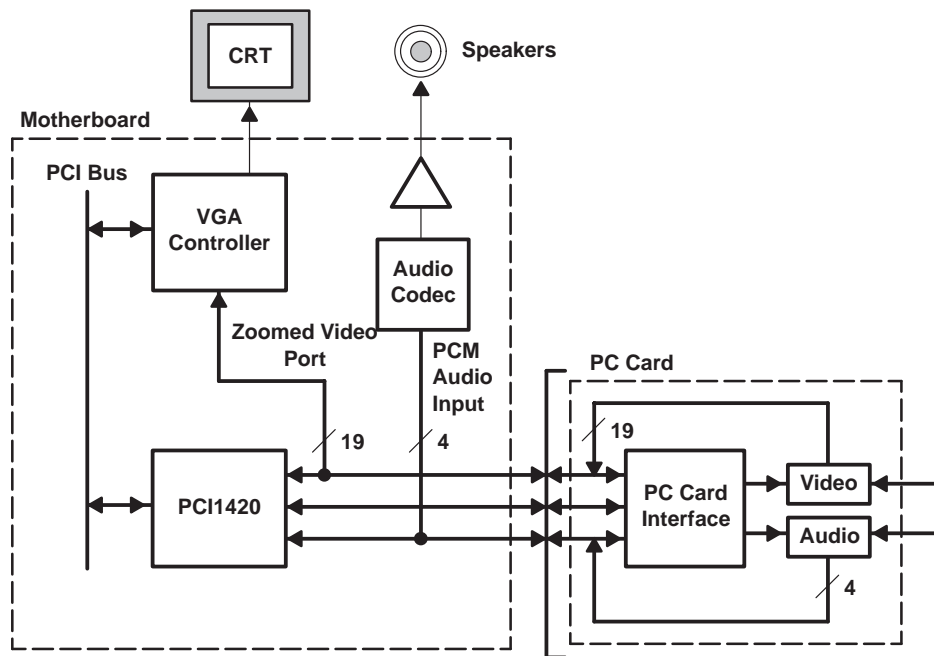 CRT
Speakers
Motherboard
PCI Bus
VGA
Controller
Audio
Codec
Zoomed Video
Port
PCM
Audio
Input
19
4
PCI1420
PC Card
19
PC Card
Interface
Video
Audio
4